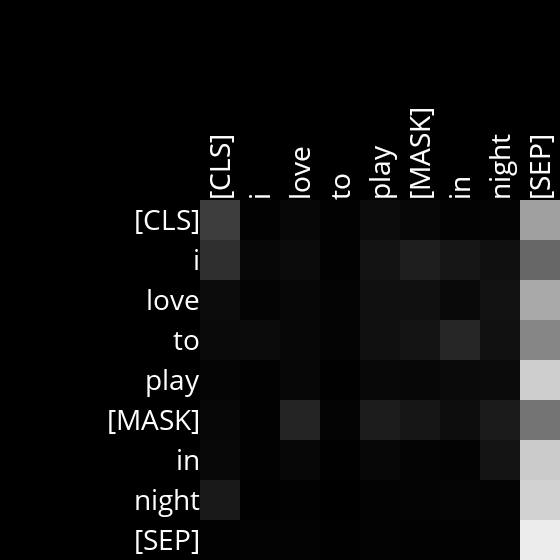 [CLS] i love to play [MASK] in night [SEP]
[CLS]
i
love
to
play
[MASK]
in
night
[SEP]